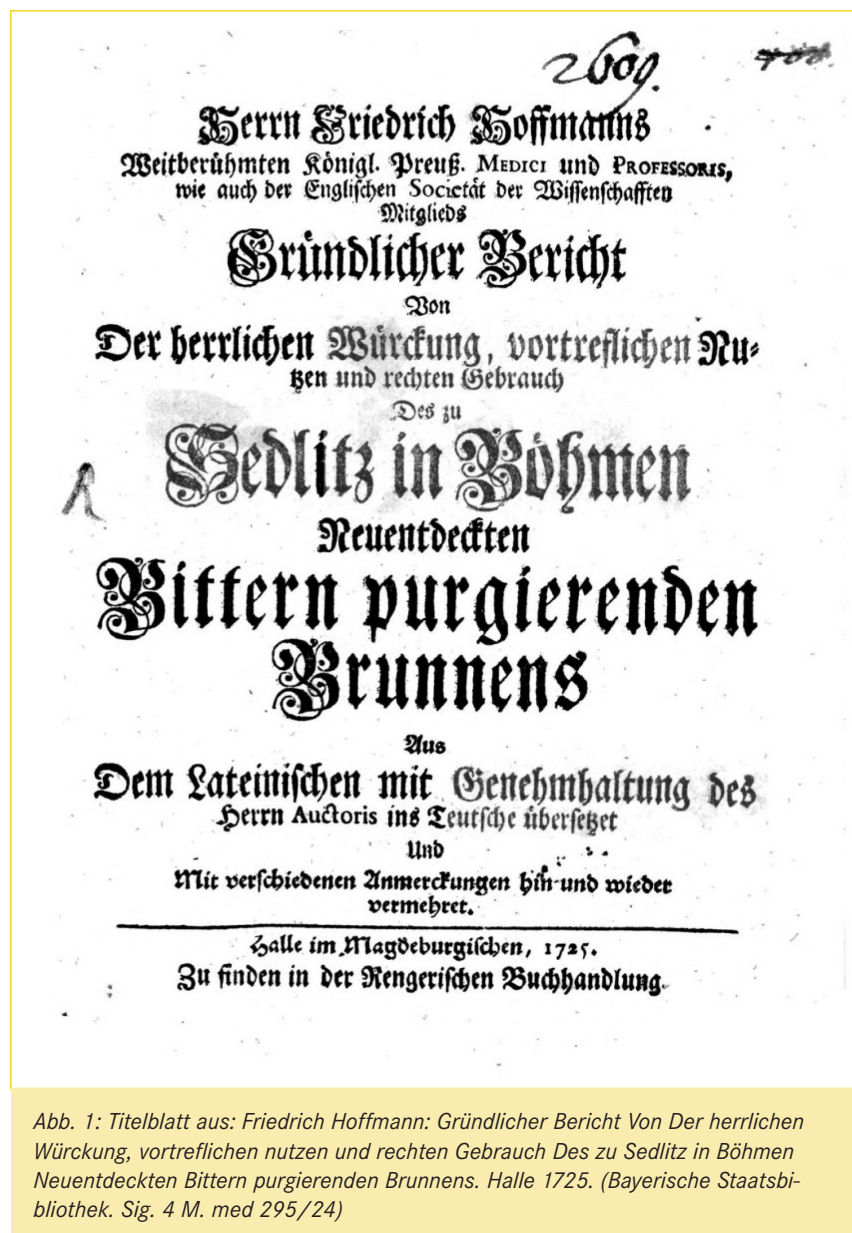 2609.
Herrn Friedrich Hoffmanns
Weitberühmten Königl. Preuß. MEDICI und PROFESSORIS,
wie auch der Englischen Societät der Wissenschafften
Mitglieds
Gründlicher Bericht
Von
Der herrlichen Würckung, vortreflichen Nu-
tzen und rechten Gebrauch
Des zu
Sedlitz in Böhmen
Neuentdeckten
Bittern purgierenden
Brunnens
Aus
Dem Lateinischen mit Genehmhaltung des
Herrn Auctoris ins Teutsche übersetzet
Und
Mit verschiedenen Anmerckungen hin und wieder
vermehret.
Halle im Magdeburgischen, 1725.
Zu finden in der Rengerischen Buchhandlung.
Abb. 1: Titelblatt aus: Friedrich Hoffmann: Gründlicher Bericht Von Der herrlichen
Würckung, vortreflichen nutzen und rechten Gebrauch Des zu Sedlitz in Böhmen
Neuentdeckten Bittern purgierenden Brunnens. Halle 1725. (Bayerische Staatsbi-
bliothek. Sig. 4 M. med 295/24)